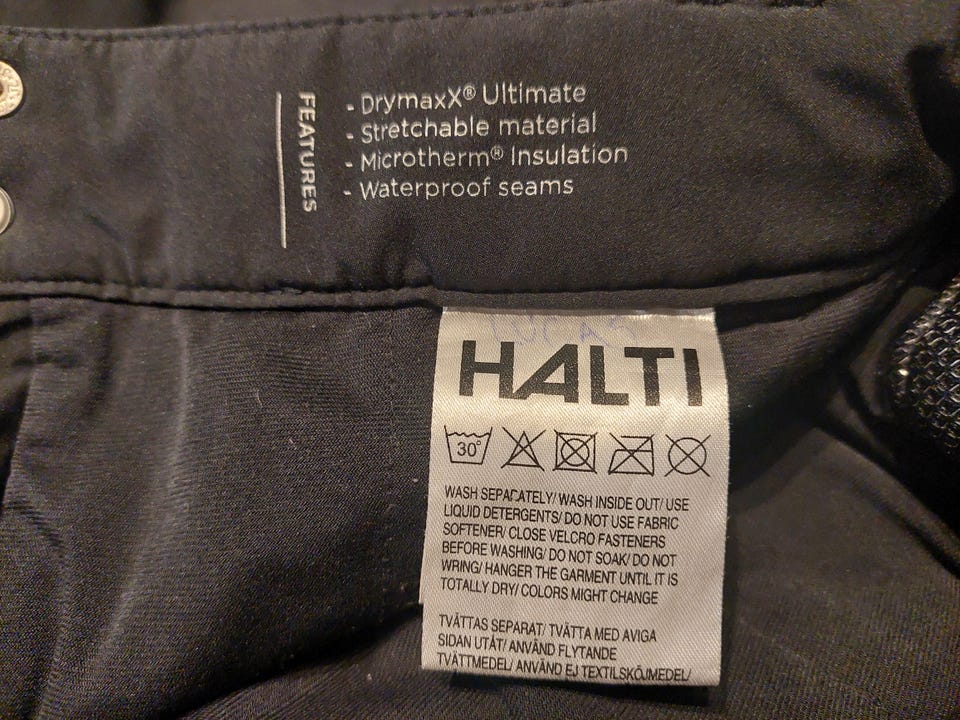 FEATURES
- DrymaxX® Ultimate
- Stretchable material
- Microtherm® Insulation
- Waterproof seams
LUCAS
HALTI
30°
WASH SEPARATELY/ WASH INSIDE OUT/ USE
LIQUID DETERGENTS/ DO NOT USE FABRIC
SOFTENER/ CLOSE VELCRO FASTENERS
BEFORE WASHING/ DO NOT SOAK/ DO NOT
WRING/ HANGER THE GARMENT UNTIL IT IS
TOTALLY DRY/ COLORS MIGHT CHANGE
TVÄTTAS SEPARAT/ TVÄTTA MED AVIGA
SIDAN UTÅT/ ANVÄND FLYTANDE
TVÄTTMEDEL/ ANVÄND EJ TEXTILSKÖJMEDEL/